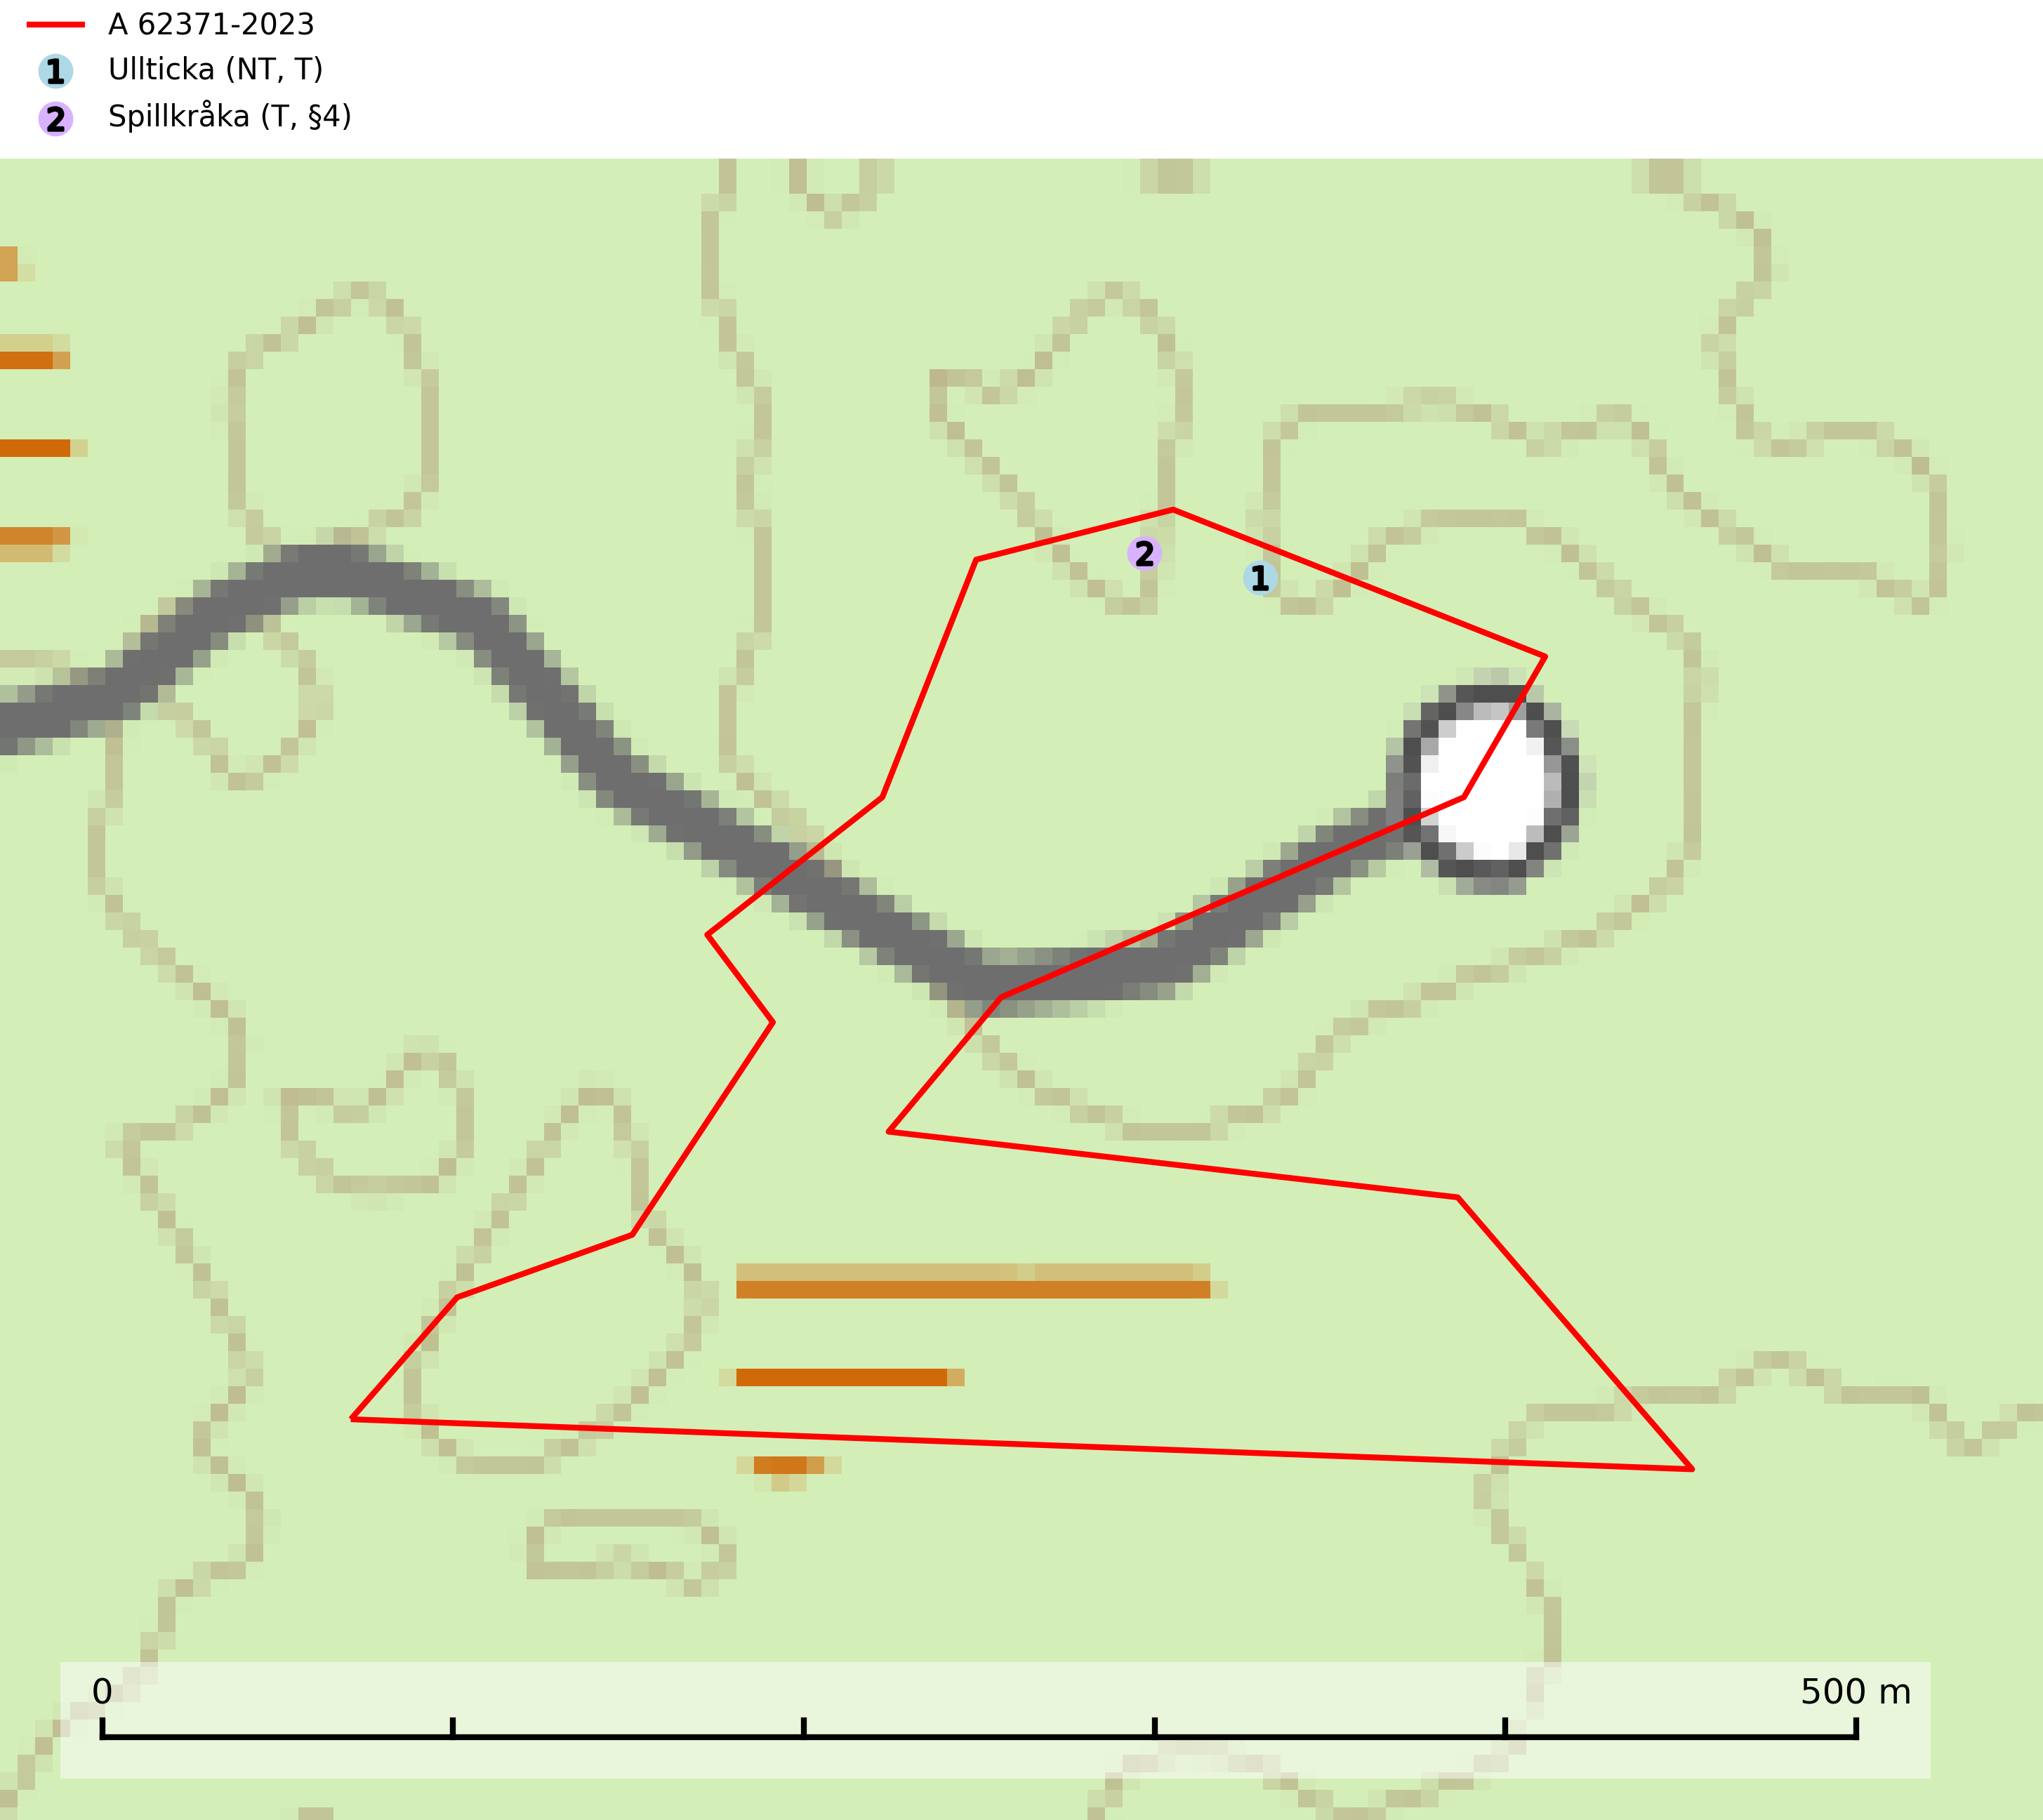 A 62371-2023
1 Ullticka (NT, T)
2 Spillkråka (T, §4)
2
1
0 500 m